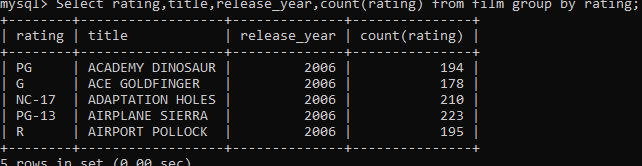 mysql> Select rating,title,release_year,count(rating) from film group by rating;
+--------+------------------+--------------+---------------+
| rating | title            | release_year | count(rating) |
+--------+------------------+--------------+---------------+
| PG     | ACADEMY DINOSAUR |         2006 |           194 |
| G      | ACE GOLDFINGER   |         2006 |           178 |
| NC-17  | ADAPTATION HOLES |         2006 |           210 |
| PG-13  | AIRPLANE SIERRA  |         2006 |           223 |
| R      | AIRPORT POLLOCK  |         2006 |           195 |
+--------+------------------+--------------+---------------+
5 rows in set (0.00 sec)